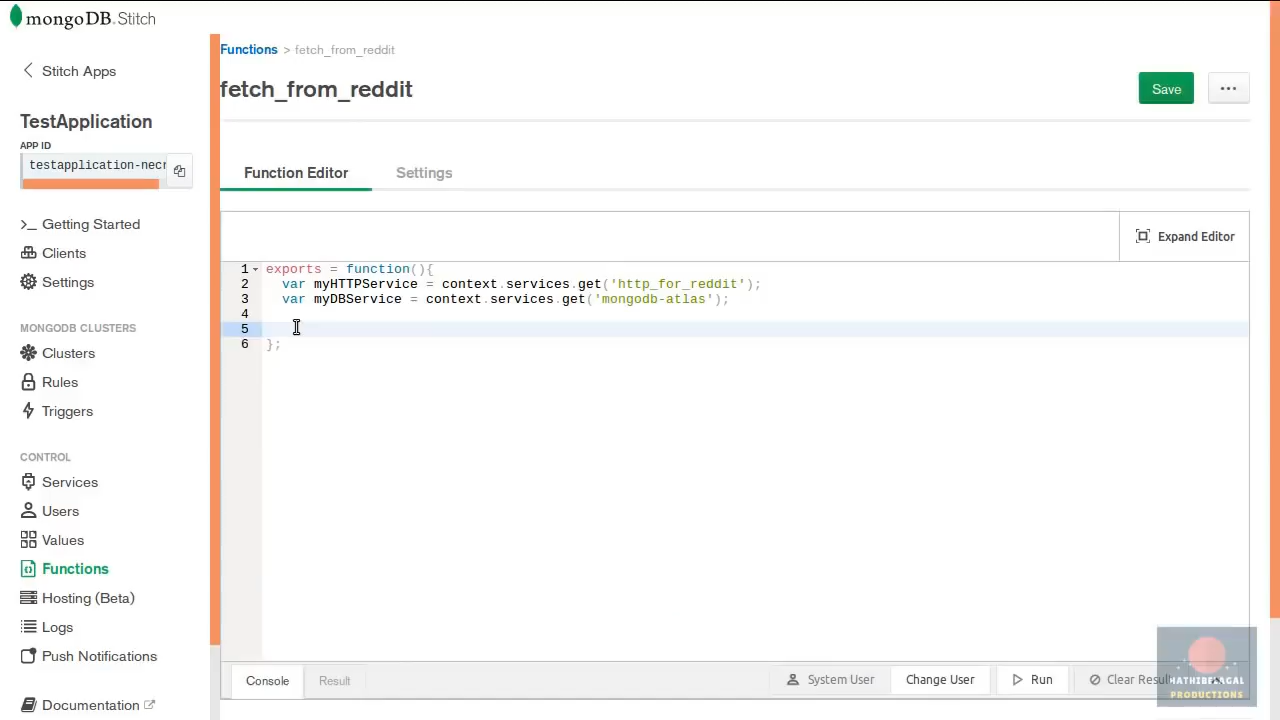 mongoDB.Stitch
Stitch Apps
TestApplication
APP ID
testapplication-necr
>_ Getting Started
Clients
Settings
MONGODB CLUSTERS
Clusters
Rules
Triggers
CONTROL
Services
Users
Values
Functions
Hosting (Beta)
Logs
Push Notifications
Documentation
Functions > fetch_from_reddit
fetch_from_reddit
Save
Function Editor
Settings
Expand Editor
1 exports = function(){
2 var myHTTPService = context.services.get('http_for_reddit');
3 var myDBService = context.services.get('mongodb-atlas');
4
5
6 };
Console
Result
System User
Change User
Run
Clear Result
HATHIBELAGAL
PRODUCTIONS